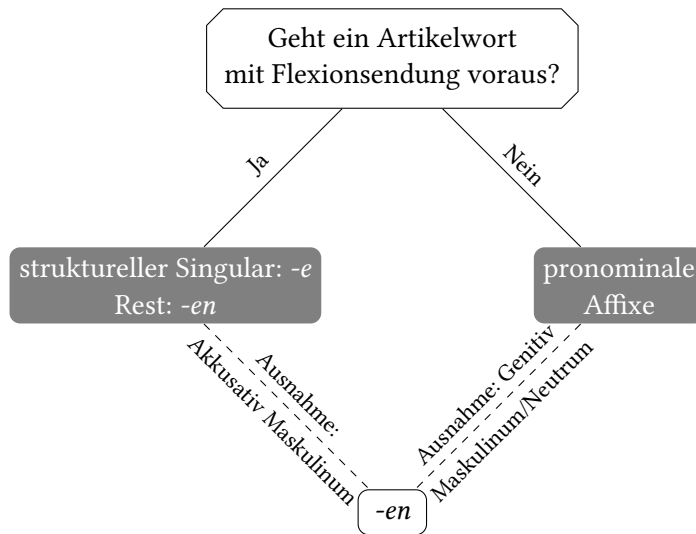 Geht ein Artikelwort
mit Flexionsendung voraus?
Ja
Nein
struktureller Singular: -e
Rest: -en
pronominale
Affixe
Ausnahme:
Akkusativ Maskulinum
Ausnahme: Genitiv
Maskulinum/Neutrum
-en